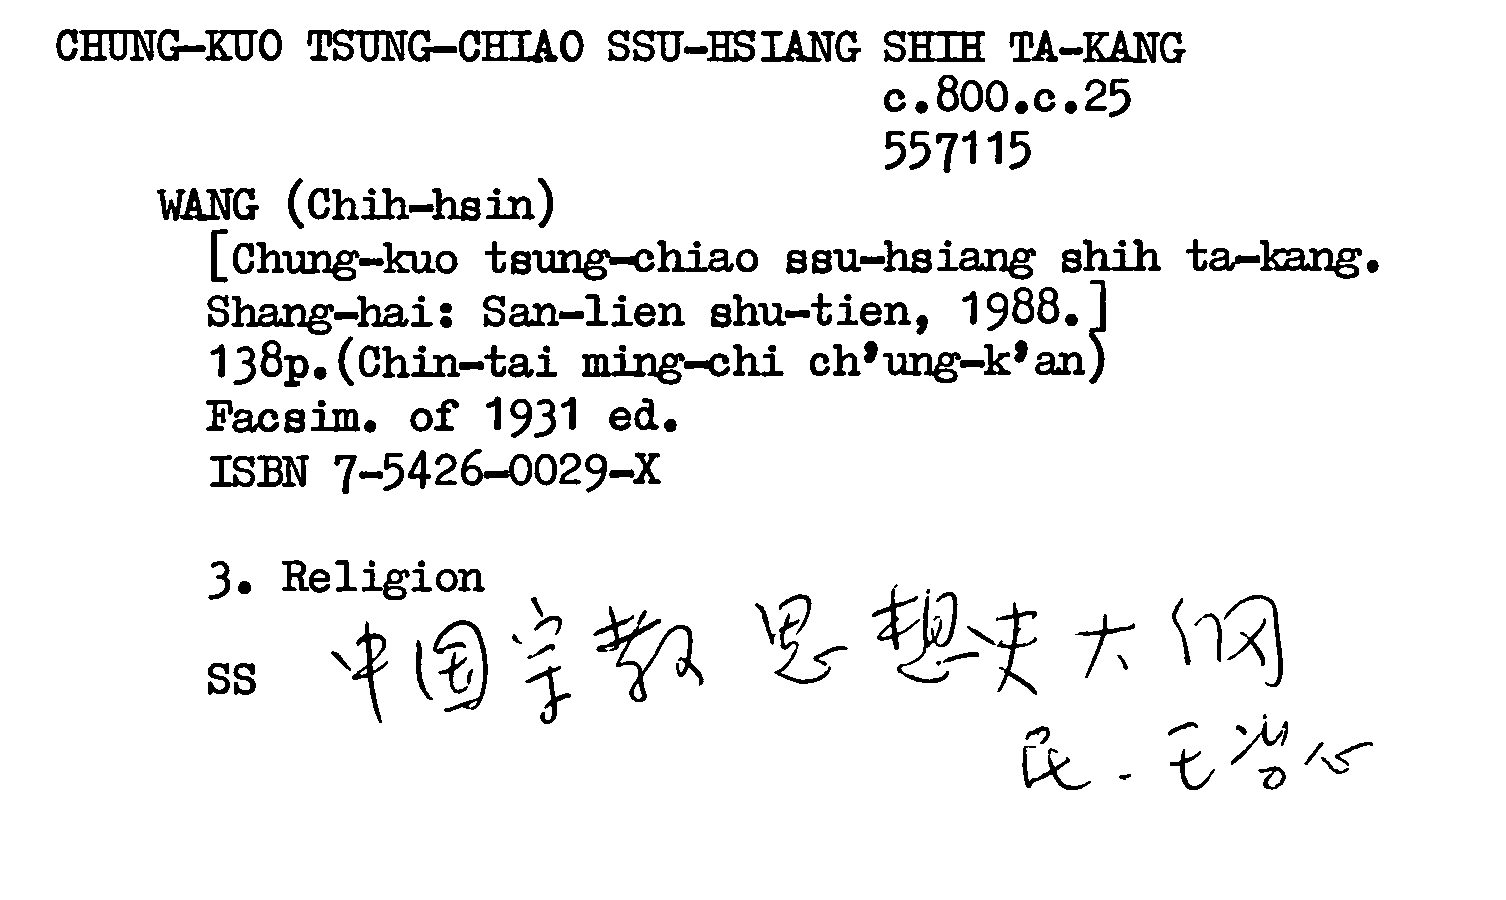 CHUNG-KUO TSUNG-CHIAO SSU-HSIANG SHIH TA-KANG
c.800.c.25
557115
WANG (Chih-hsin)
[Chung-kuo tsung-chiao ssu-hsiang shih ta-kang.
Shang-hai: San-lien shu-tien, 1988.]
138p.(Chin-tai ming-chi ch'ung-k'an)
Facsim. of 1931 ed.
ISBN 7-5426-0029-X
3. Religion
SS 中国宗教思想史大纲
民. 王治心